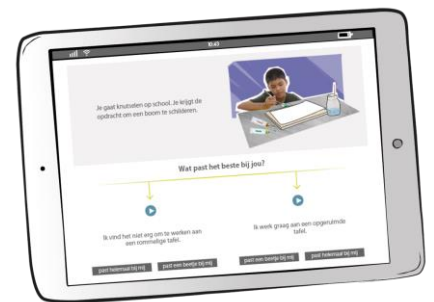 10.43
Je gaat knutselen op school. Je krijgt de
opdracht om een boom te schilderen.
Wat past het beste bij jou?
Ik vind het niet erg om te werken aan
een rommelige tafel.
past helemaal bij mij
past een beetje bij mij
Ik werk graag aan een opgeruimde
tafel.
past een beetje bij mij
past helemaal bij mij